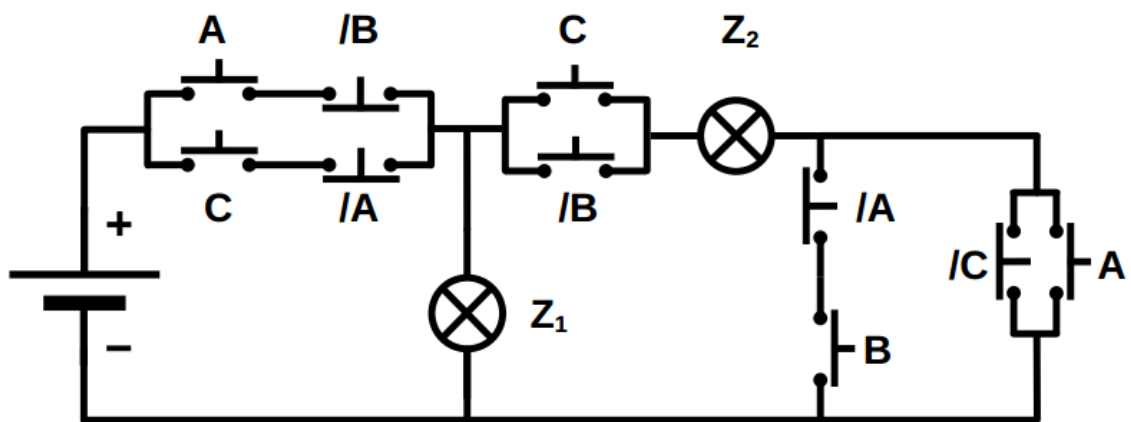 A /B C Z₂
C /A /B
+
−
Z₁
/A
/C A
B